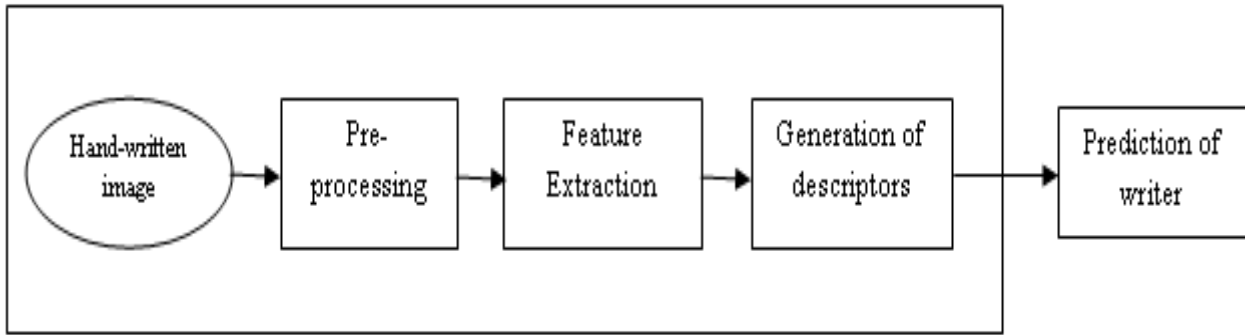 Hand-written
image
Pre-
processing
Feature
Extraction
Generation of
descriptors
Prediction of
writer